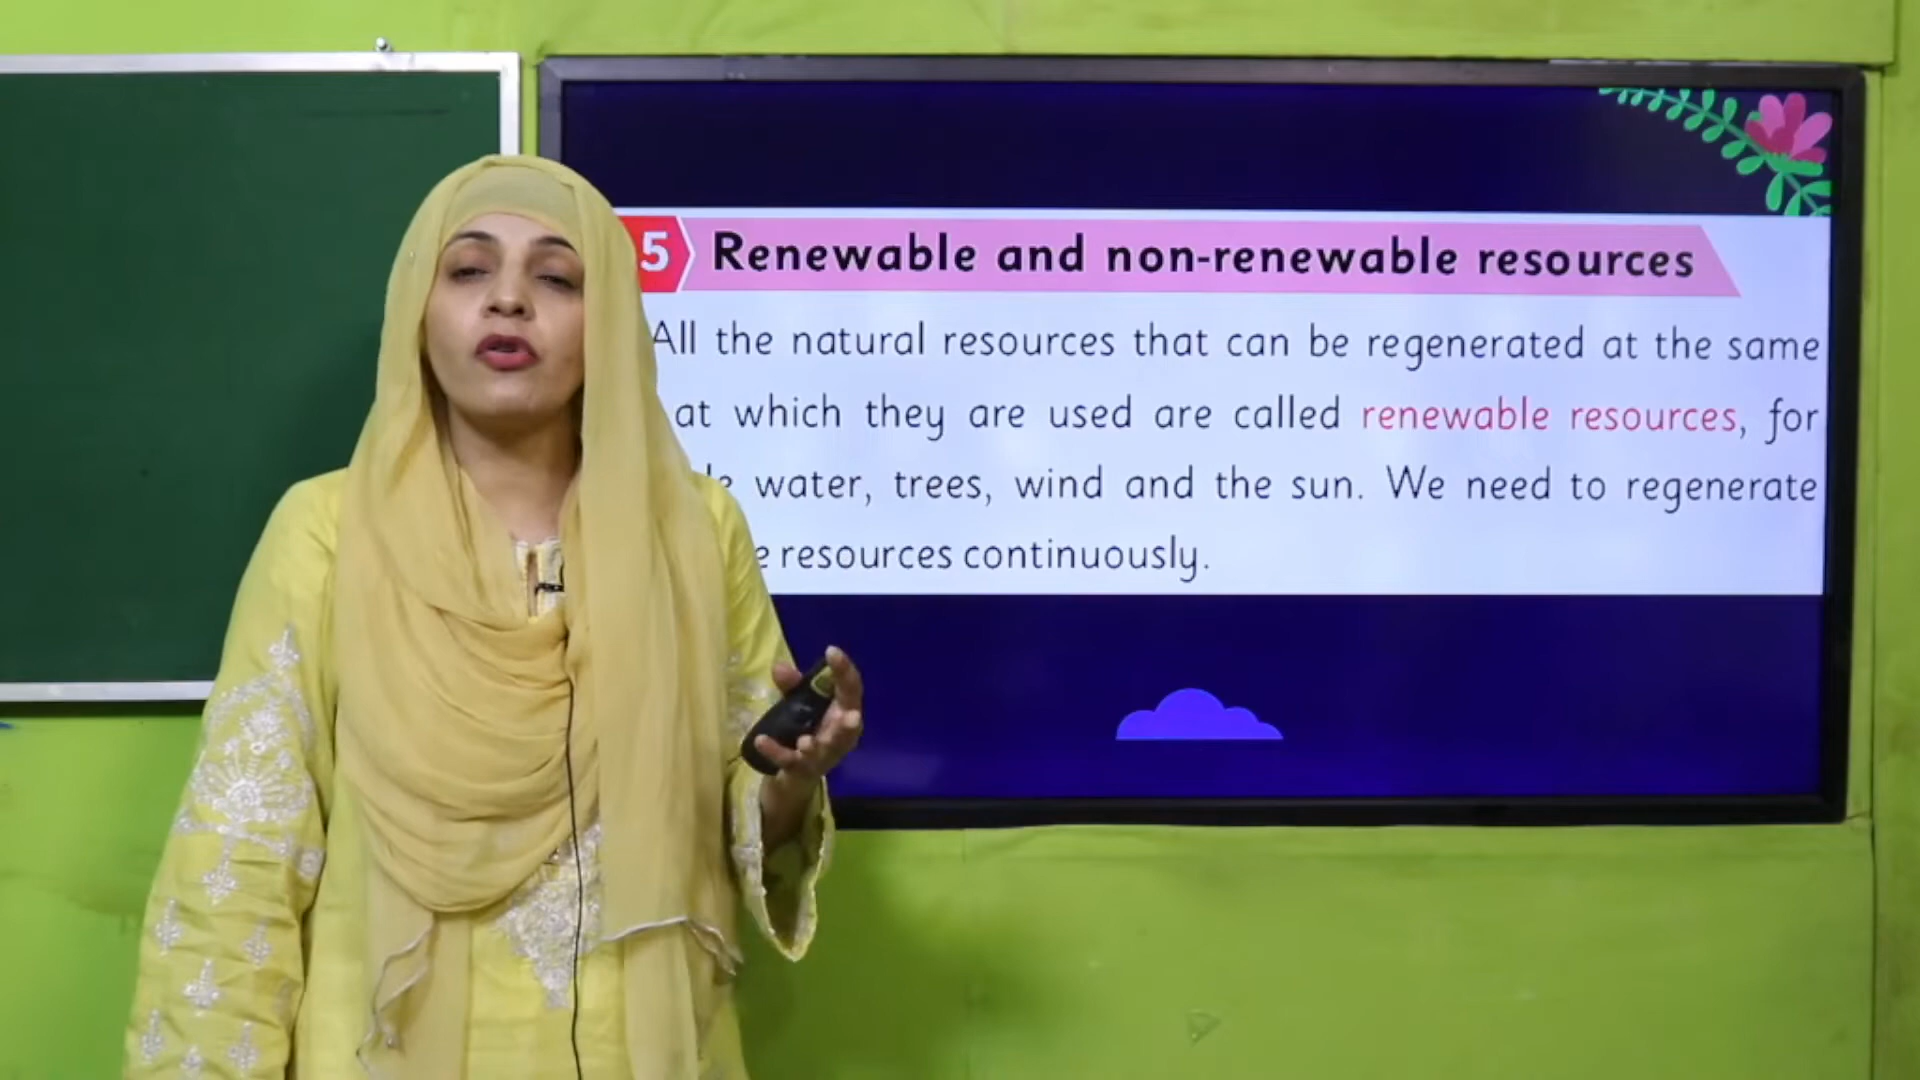 5 Renewable and non-renewable resources
All the natural resources that can be regenerated at the same
at which they are used are called renewable resources, for
water, trees, wind and the sun. We need to regenerate
resources continuously.